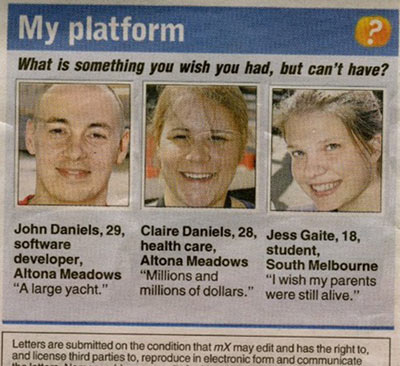 My platform
?
What is something you wish you had, but can't have?
John Daniels, 29,
software
developer,
Altona Meadows
"A large yacht."
Claire Daniels, 28,
health care,
Altona Meadows
"Millions and
millions of dollars."
Jess Gaite, 18,
student,
South Melbourne
"I wish my parents
were still alive."
Letters are submitted on the condition that mX may edit and has the right to,
and license third parties to, reproduce in electronic form and communicate